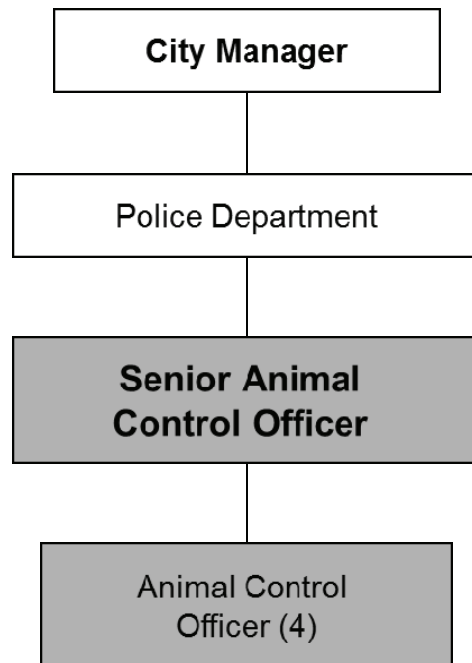 City Manager
Police Department
Senior Animal
Control Officer
Animal Control
Officer (4)